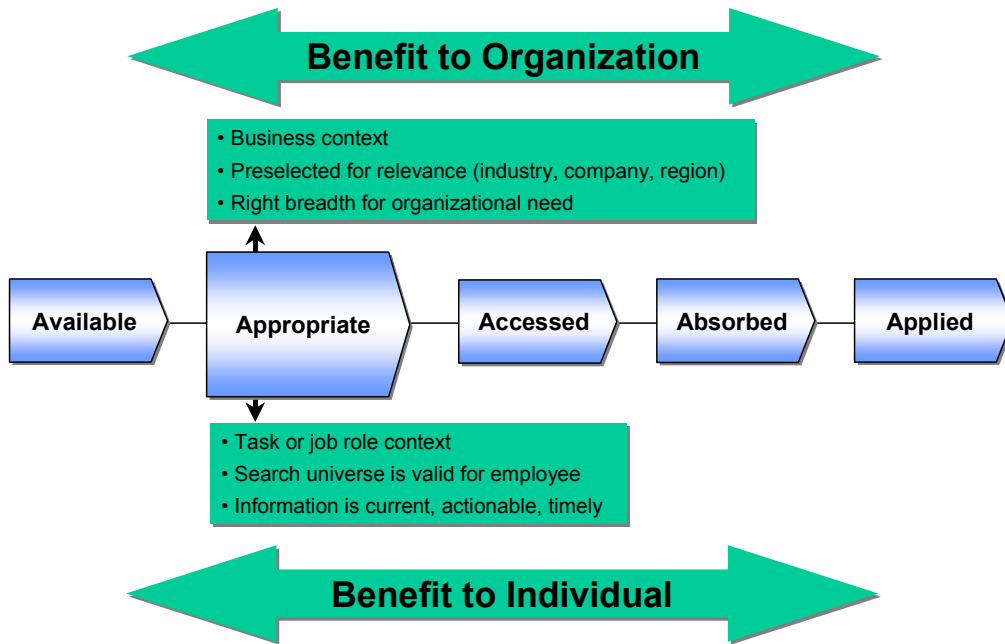 Benefit to Organization
• Business context
• Preselected for relevance (industry, company, region)
• Right breadth for organizational need
Available
Appropriate
Accessed
Absorbed
Applied
• Task or job role context
• Search universe is valid for employee
• Information is current, actionable, timely
Benefit to Individual